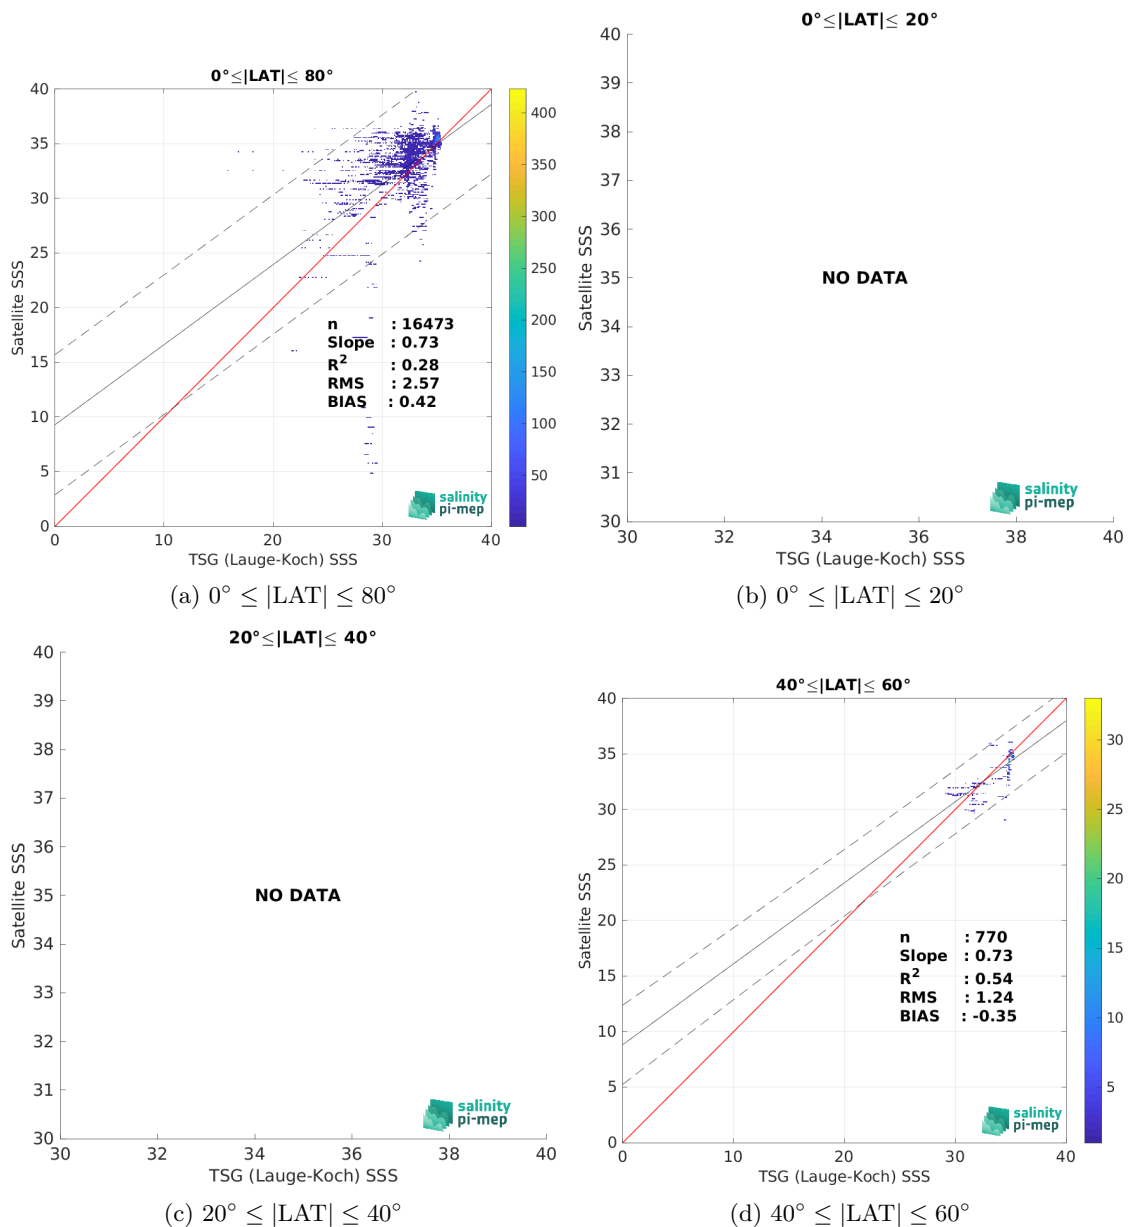 0°≤|LAT|≤ 80°
40
35
30
25
20
15
10
5
0
Satellite SSS
0
10
20
30
40
TSG (Lauge-Koch) SSS
400
350
300
250
200
150
100
50
n : 16473
Slope : 0.73
R² : 0.28
RMS : 2.57
BIAS : 0.42
salinity
pi-mep
(a) 0° ≤ |LAT| ≤ 80°
0°≤|LAT|≤ 20°
40
39
38
37
36
35
34
33
32
31
30
Satellite SSS
NO DATA
30
32
34
36
38
40
TSG (Lauge-Koch) SSS
salinity
pi-mep
(b) 0° ≤ |LAT| ≤ 20°
20°≤|LAT|≤ 40°
40
39
38
37
36
35
34
33
32
31
30
Satellite SSS
NO DATA
30
32
34
36
38
40
TSG (Lauge-Koch) SSS
salinity
pi-mep
(c) 20° ≤ |LAT| ≤ 40°
40°≤|LAT|≤ 60°
40
35
30
25
20
15
10
5
0
Satellite SSS
0
10
20
30
40
TSG (Lauge-Koch) SSS
30
25
20
15
10
5
n : 770
Slope : 0.73
R² : 0.54
RMS : 1.24
BIAS : -0.35
salinity
pi-mep
(d) 40° ≤ |LAT| ≤ 60°